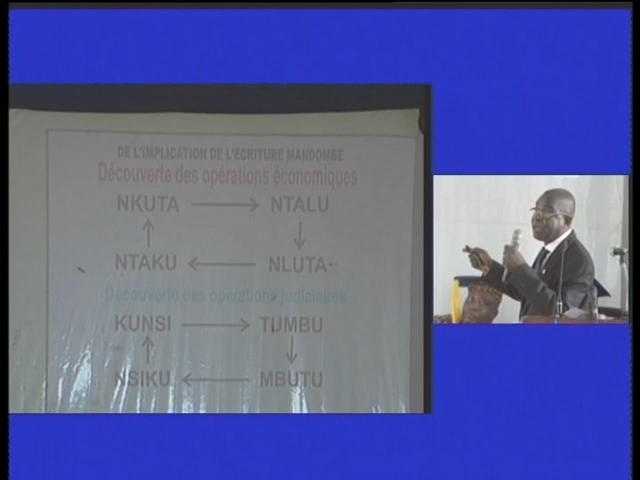 DE L'IMPLICATION DE L'ECRITURE MANDOMBE
Découverte des opérations économiques
NKUTA → NTALU
↑ ↓
NTAKU ← NLUTA
Découverte des opérations judiciaires
KUNSI → TUMBU
↑ ↓
NSIKU ← MBUTU